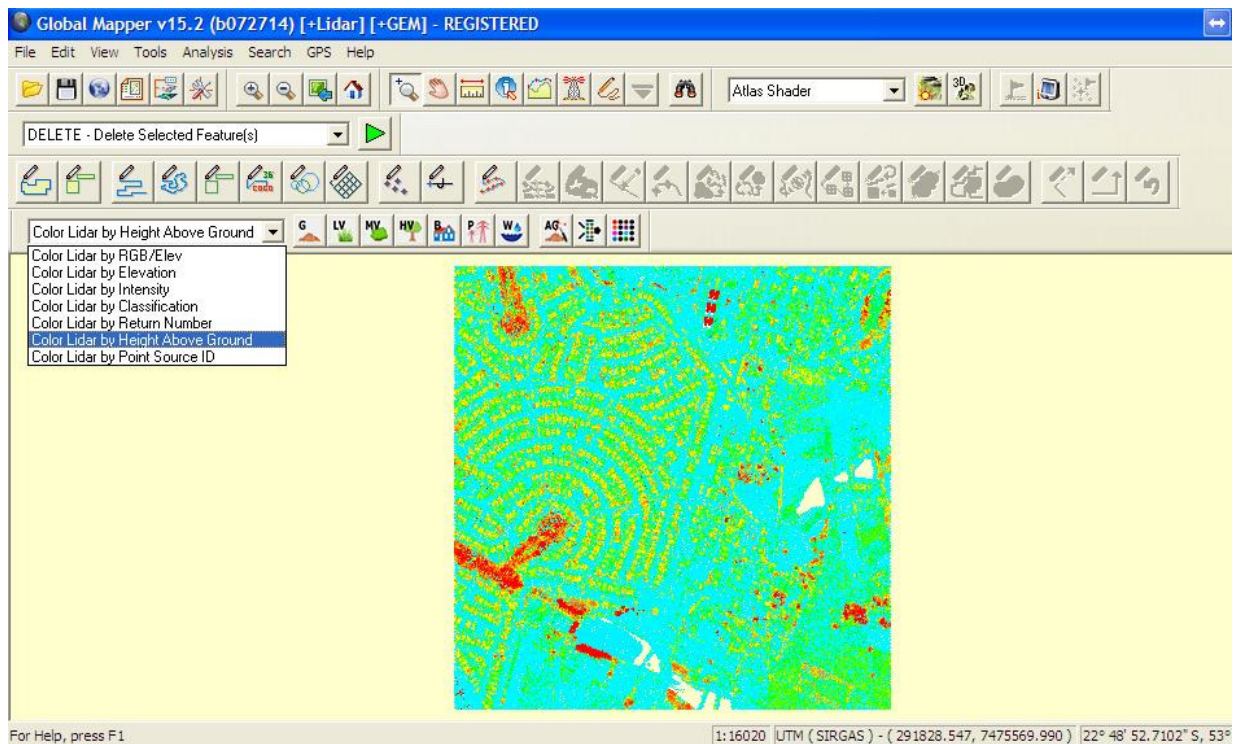 Global Mapper v15.2 (b072714) [+Lidar] [+GEM] - REGISTERED
File Edit View Tools Analysis Search GPS Help
Atlas Shader
DELETE - Delete Selected Feature(s)
Color Lidar by Height Above Ground
Color Lidar by RGB/Elev
Color Lidar by Elevation
Color Lidar by Intensity
Color Lidar by Classification
Color Lidar by Return Number
Color Lidar by Height Above Ground
Color Lidar by Point Source ID
G LV MV HV B P W AG
For Help, press F1
1:16020 UTM ( SIRGAS ) - ( 291828.547, 7475569.990 ) 22° 48' 52.7102" S, 53°